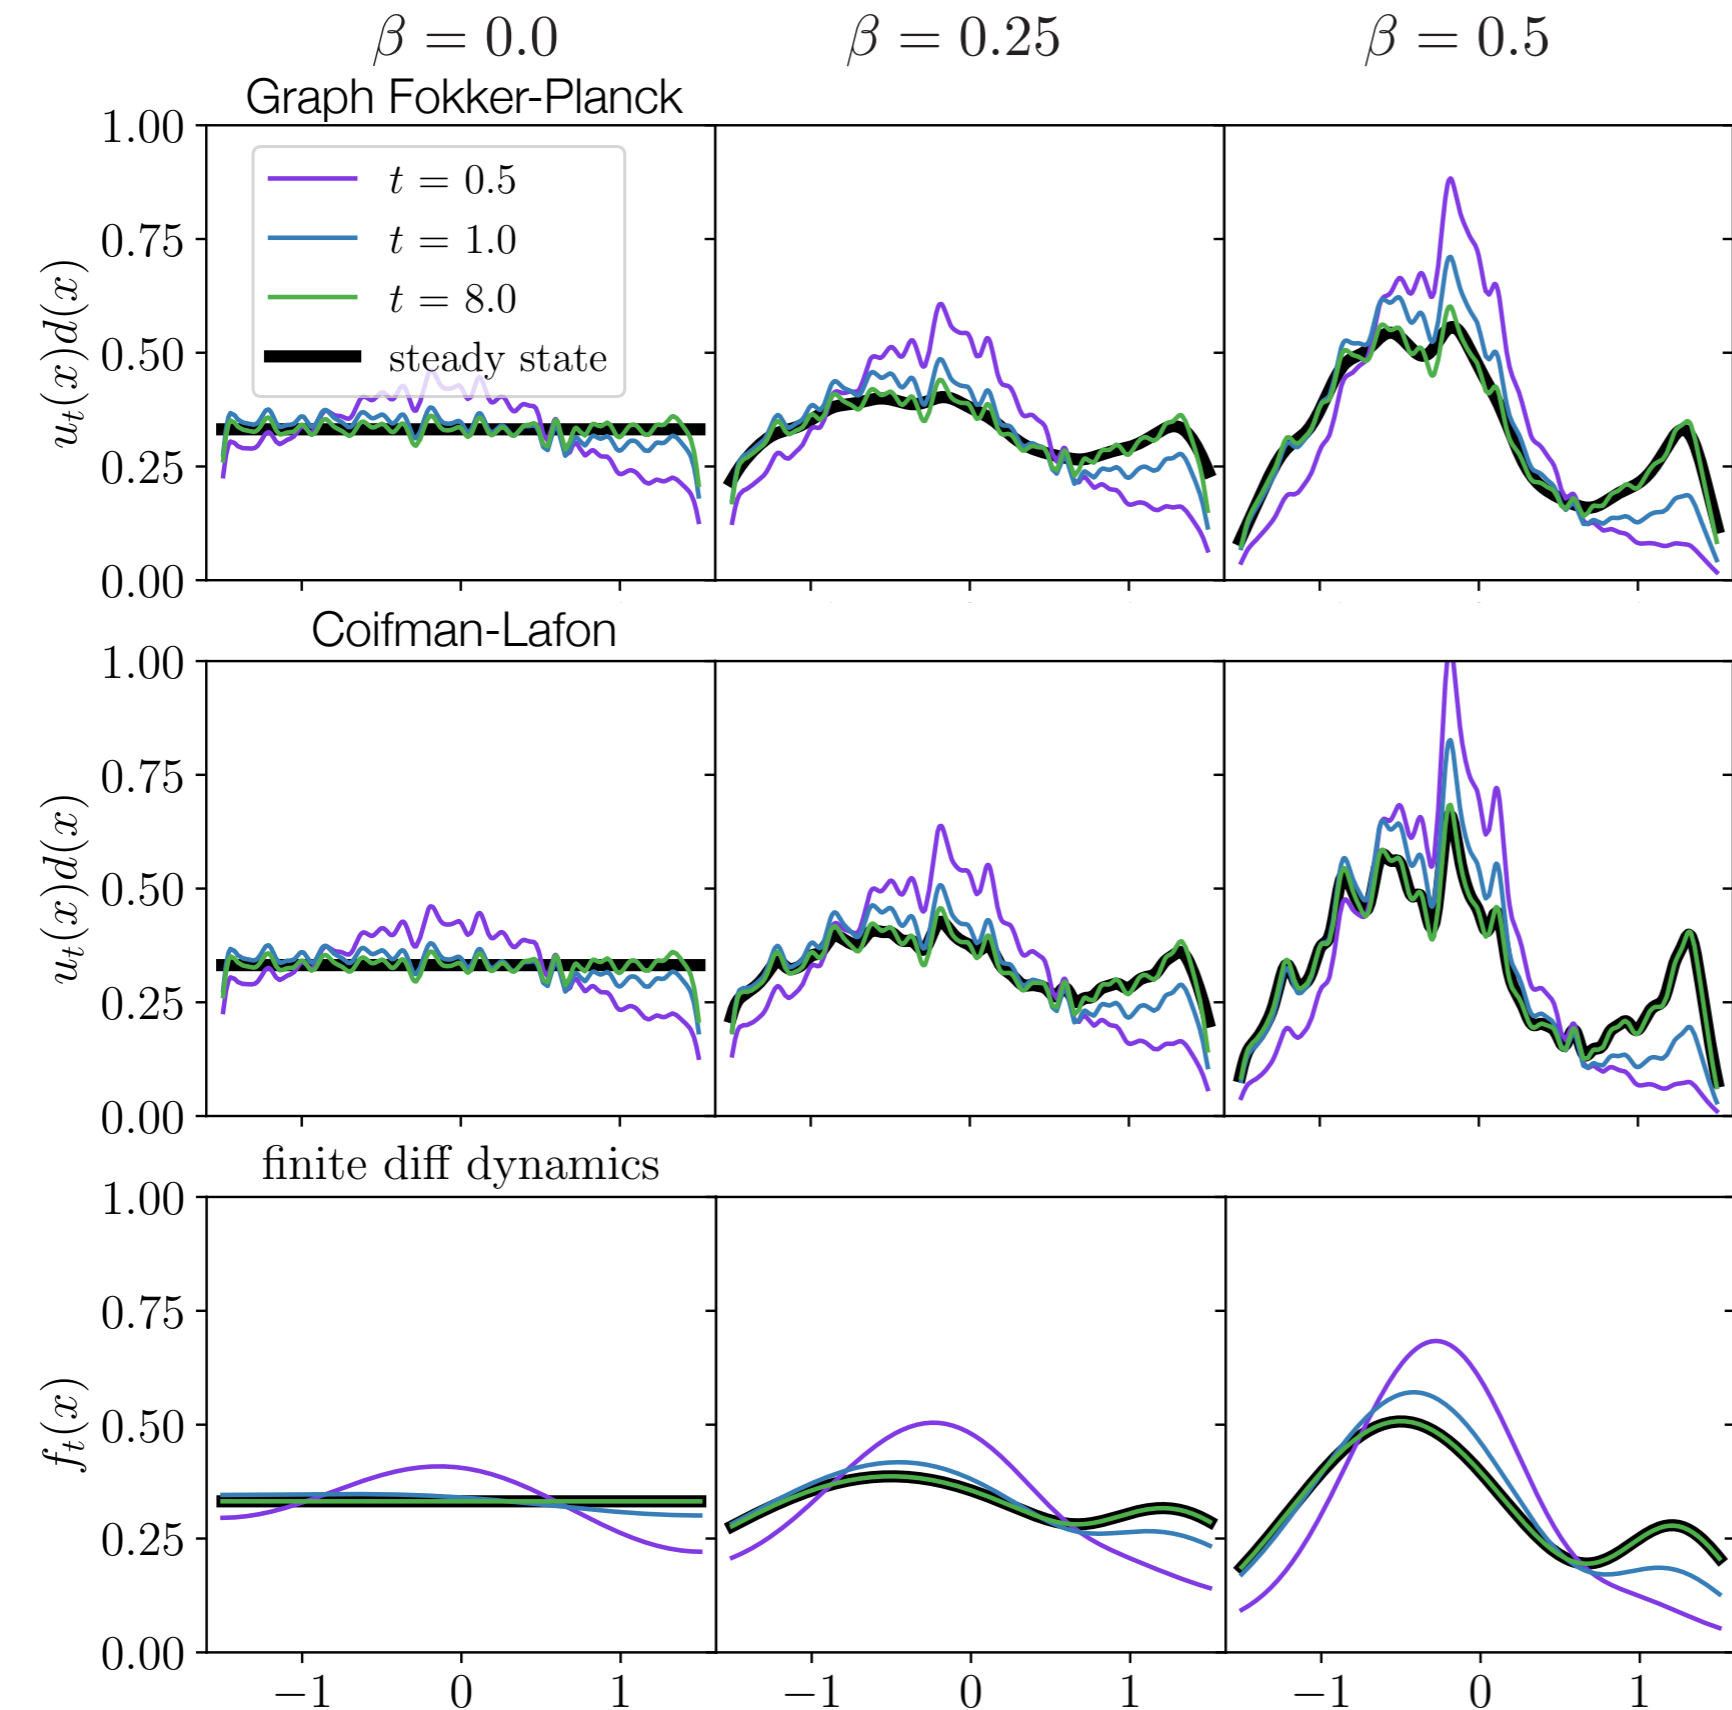 β = 0.0 β = 0.25 β = 0.5
Graph Fokker-Planck
1.00
0.75
0.50
0.25
0.00
u_t(x)d(x)
t = 0.5
t = 1.0
t = 8.0
steady state
Coifman-Lafon
1.00
0.75
0.50
0.25
0.00
u_t(x)d(x)
finite diff dynamics
1.00
0.75
0.50
0.25
0.00
f_t(x)
−1 0 1 −1 0 1 −1 0 1